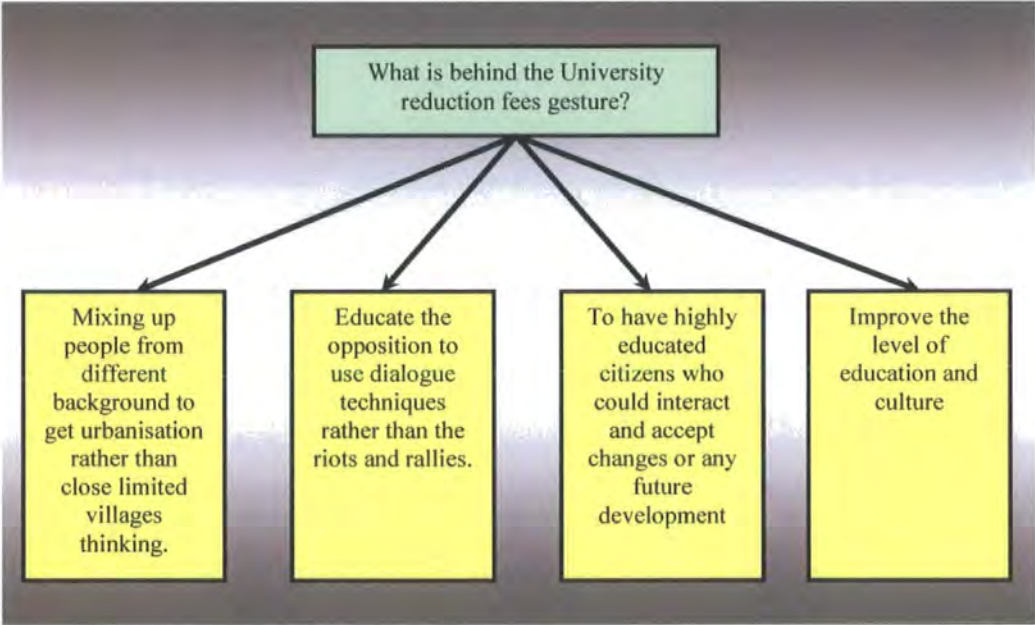 What is behind the University
reduction fees gesture?
Mixing up
people from
different
background to
get urbanisation
rather than
close limited
villages
thinking.
Educate the
opposition to
use dialogue
techniques
rather than the
riots and rallies.
To have highly
educated
citizens who
could interact
and accept
changes or any
future
development
Improve the
level of
education and
culture